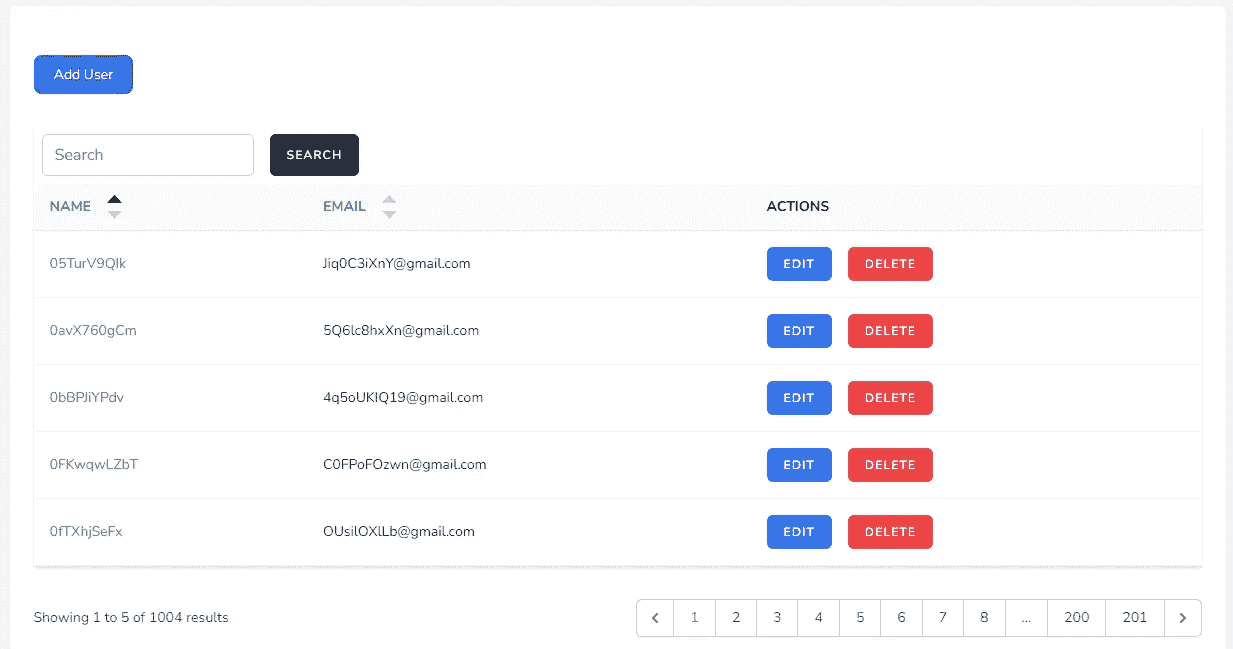 Add User
Search SEARCH
NAME EMAIL ACTIONS
05TurV9QIk Jiq0C3iXnY@gmail.com EDIT DELETE
0avX760gCm 5Q6lc8hxXn@gmail.com EDIT DELETE
0bBPJiYPdv 4q5oUKIQ19@gmail.com EDIT DELETE
0FKwqwLZbT C0FPoFOzwn@gmail.com EDIT DELETE
0fTXhjSeFx OUsilOXlLb@gmail.com EDIT DELETE
Showing 1 to 5 of 1004 results 1 2 3 4 5 6 7 8 ... 200 201